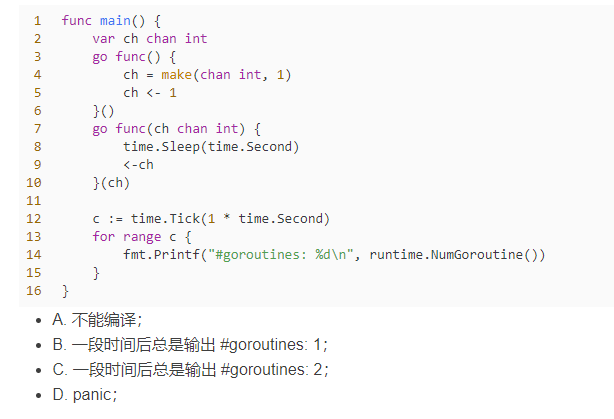 1 func main() {
2     var ch chan int
3     go func() {
4         ch = make(chan int, 1)
5         ch <- 1
6     }()
7     go func(ch chan int) {
8         time.Sleep(time.Second)
9         <-ch
10     }(ch)
11
12     c := time.Tick(1 * time.Second)
13     for range c {
14         fmt.Printf("#goroutines: %d\n", runtime.NumGoroutine())
15     }
16 }
• A. 不能编译；
• B. 一段时间后总是输出 #goroutines: 1；
• C. 一段时间后总是输出 #goroutines: 2；
• D. panic；